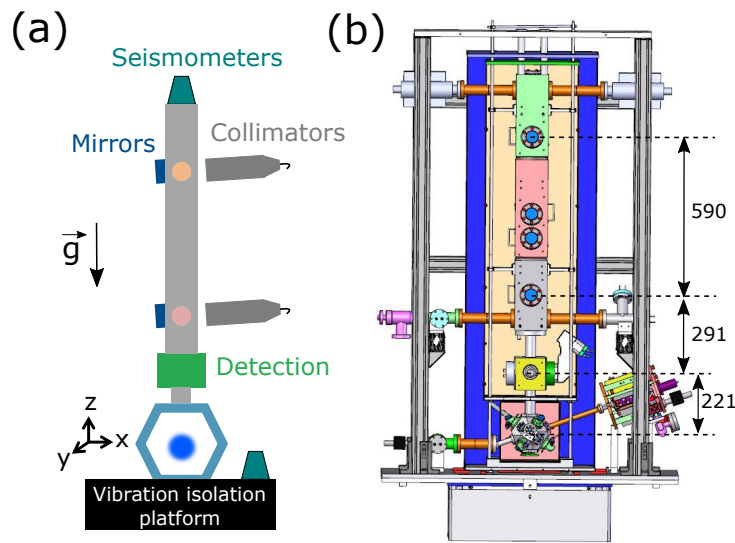 (a)
Seismometers
Mirrors
Collimators
g
Detection
z
y
x
Vibration isolation
platform
(b)
590
291
221